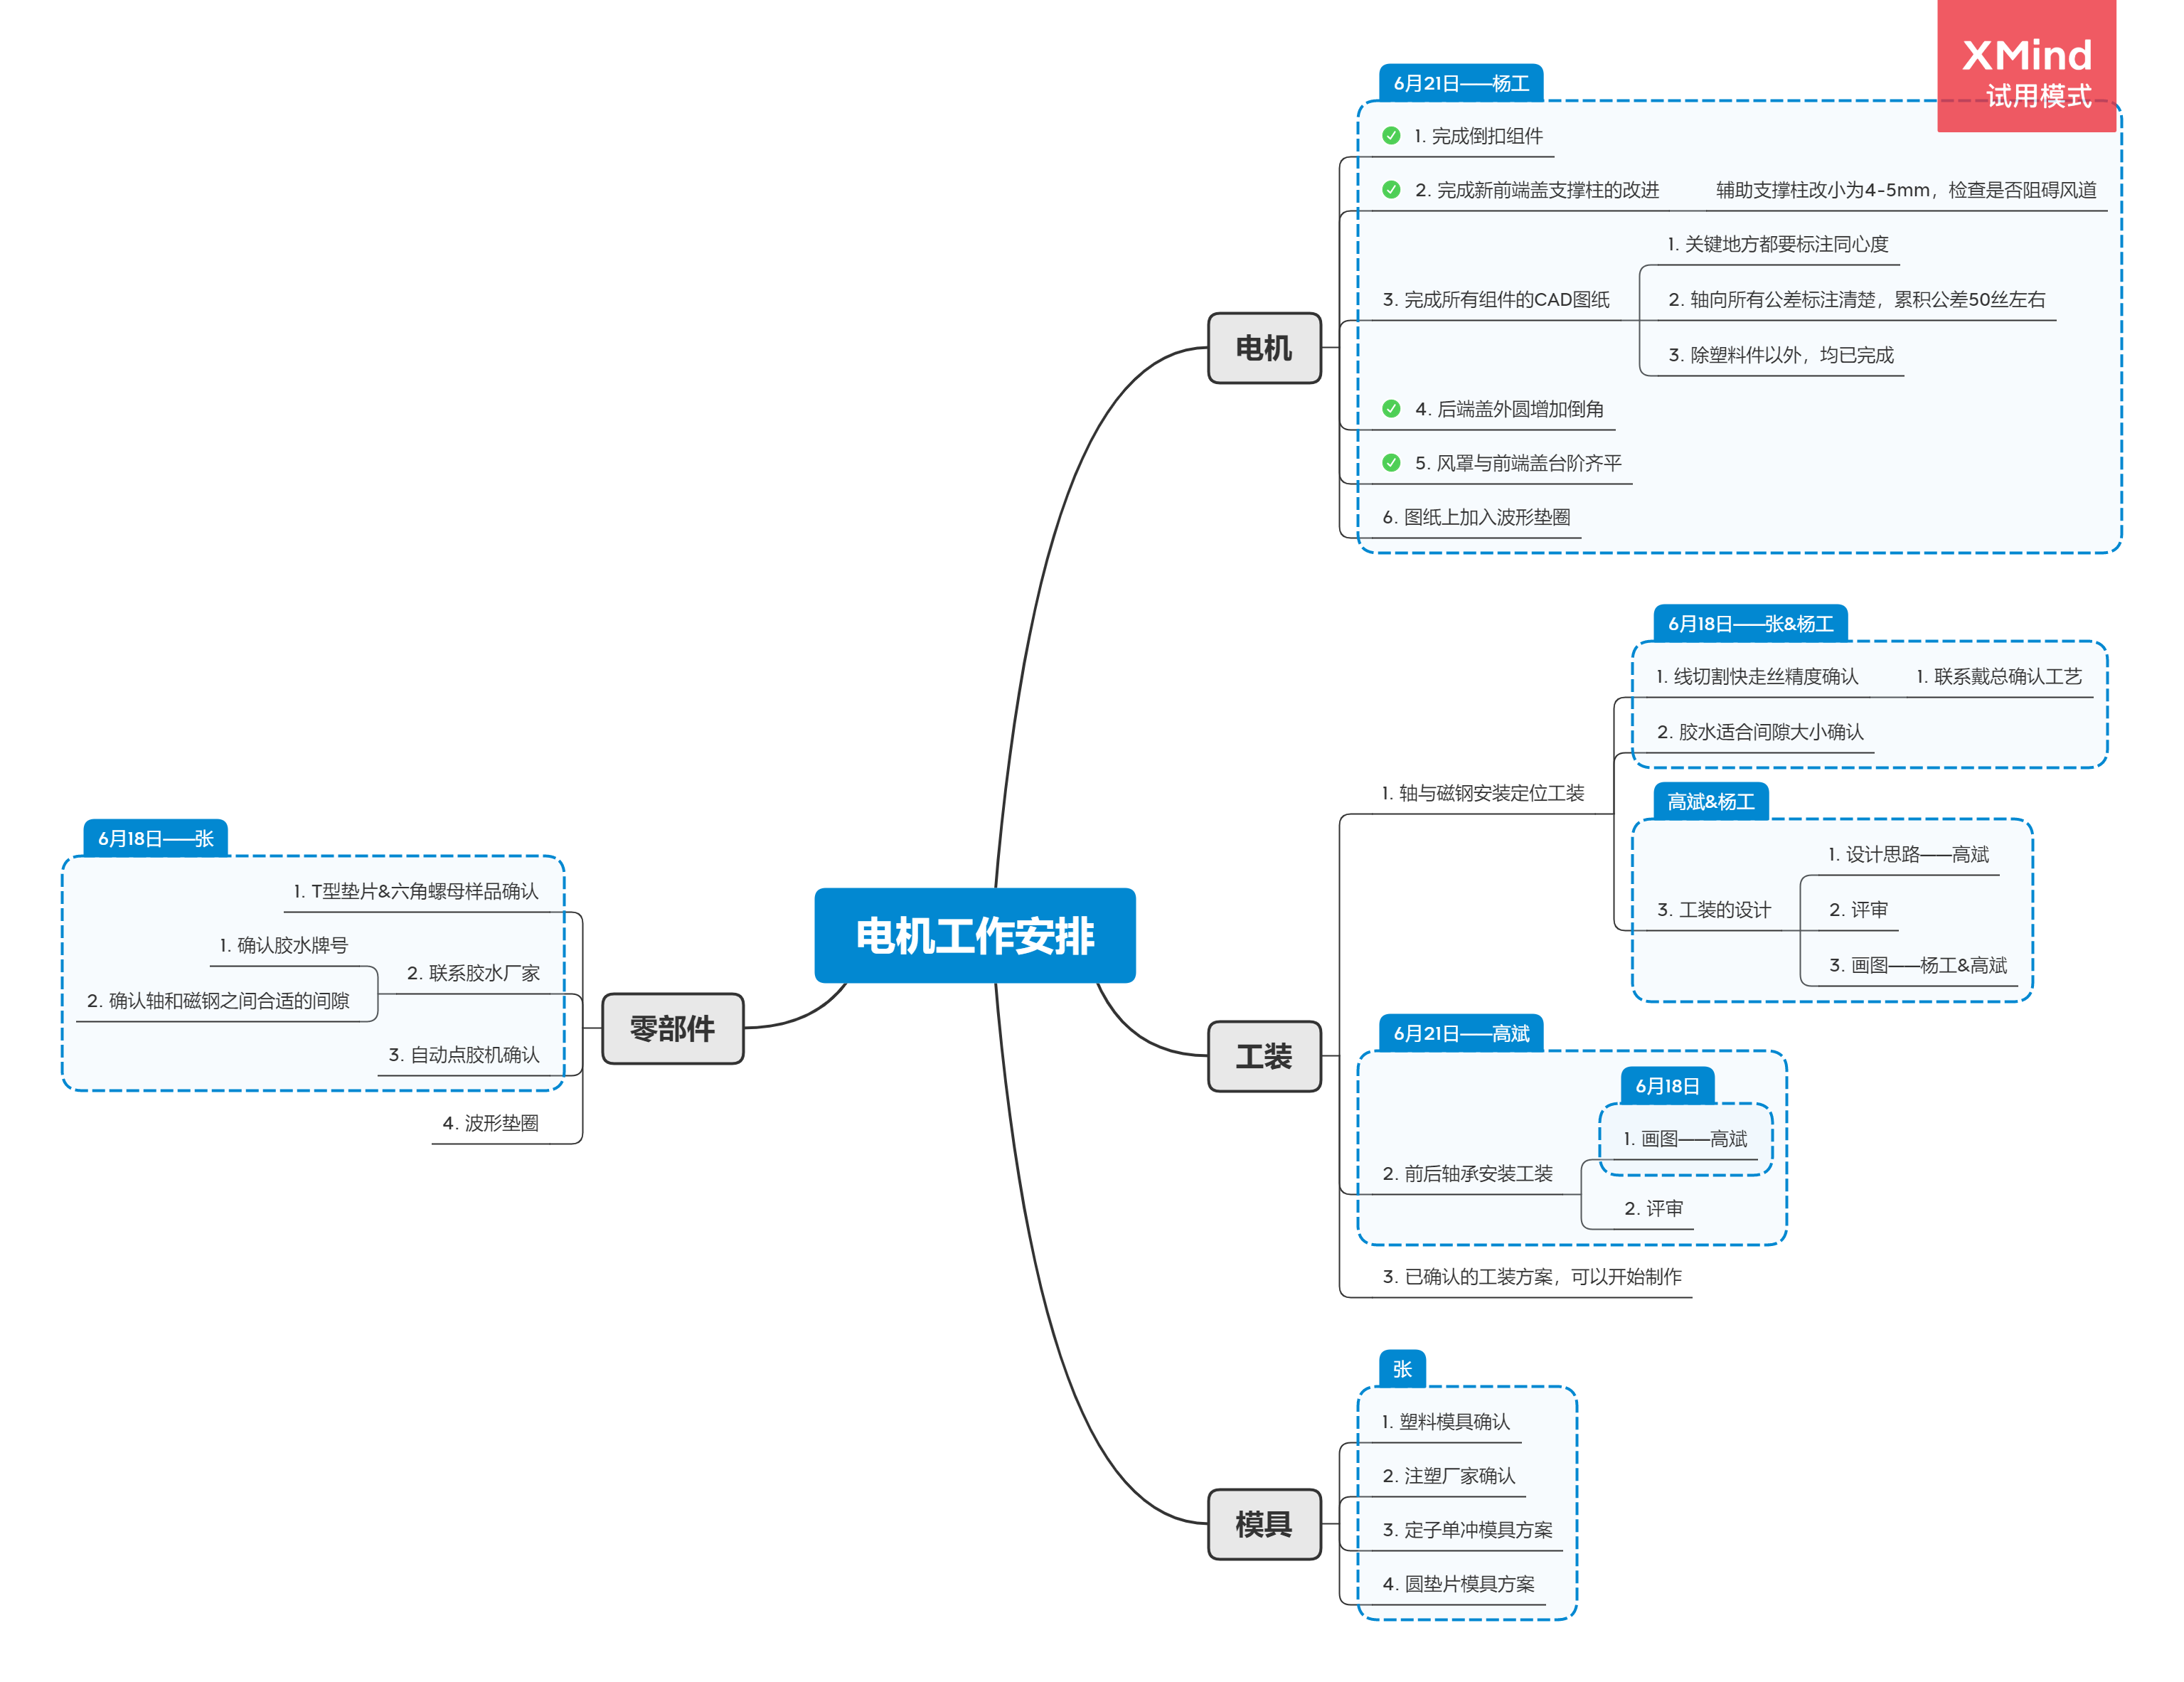 XMind
试用模式
6月21日——杨工
1. 完成倒扣组件
2. 完成新前端盖支撑柱的改进
辅助支撑柱改小为4-5mm，检查是否阻碍风道
3. 完成所有组件的CAD图纸
1. 关键地方都要标注同心度
2. 轴向所有公差标注清楚，累积公差50丝左右
3. 除塑料件以外，均已完成
4. 后端盖外圆增加倒角
5. 风罩与前端盖台阶齐平
6. 图纸上加入波形垫圈
电机
6月18日——张&杨工
1. 线切割快走丝精度确认
1. 联系戴总确认工艺
2. 胶水适合间隙大小确认
1. 轴与磁钢安装定位工装
高斌&杨工
1. 设计思路——高斌
3. 工装的设计
2. 评审
3. 画图——杨工&高斌
工装
6月21日——高斌
6月18日
1. 画图——高斌
2. 前后轴承安装工装
2. 评审
3. 已确认的工装方案，可以开始制作
张
1. 塑料模具确认
2. 注塑厂家确认
3. 定子单冲模具方案
4. 圆垫片模具方案
模具
电机工作安排
零部件
6月18日——张
1. T型垫片&六角螺母样品确认
1. 确认胶水牌号
2. 联系胶水厂家
2. 确认轴和磁钢之间合适的间隙
3. 自动点胶机确认
4. 波形垫圈